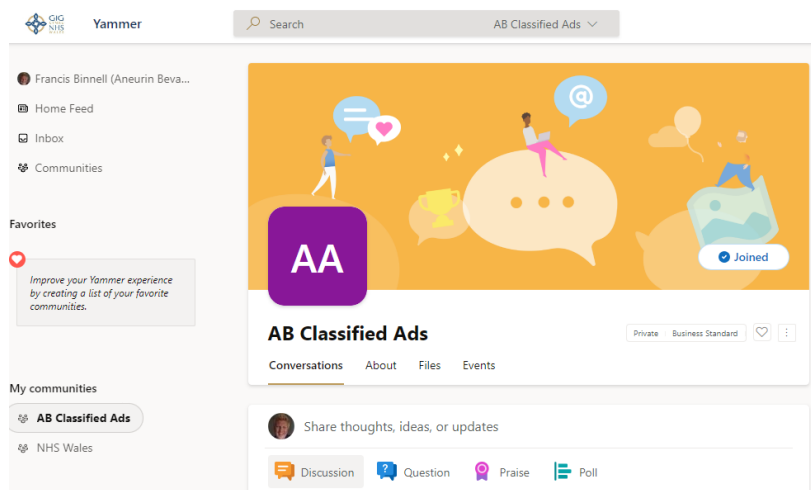 GIG
NHS
Yammer
Search
AB Classified Ads
Francis Binnell (Aneurin Beva...
Home Feed
Inbox
Communities
Favorites
Improve your Yammer experience
by creating a list of your favorite
communities.
My communities
AB Classified Ads
NHS Wales
@
AA
Joined
AB Classified Ads
Private
Business Standard
Conversations
About
Files
Events
Share thoughts, ideas, or updates
Discussion
Question
Praise
Poll